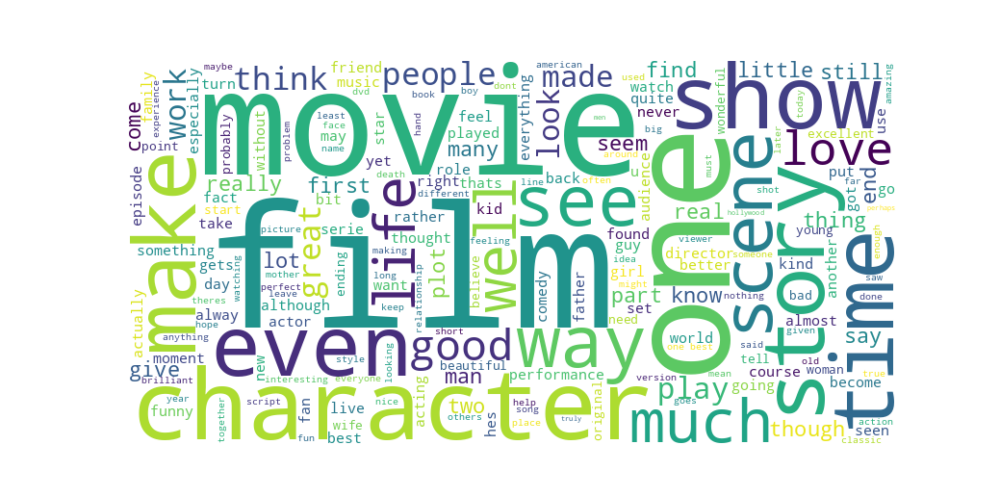 film
movie
one
character
show
time
story
make
even
scene
see
way
much
life
well
love
good
people
think
great
made
look
work
play
little
still
find
seem
many
first
really
come
family
especially
turn
friend
music
dvd
maybe
experience
point
probably
without
problem
least
face
name
may
book
boy
hand
star
yet
feel
played
american
dont
everything
used
men
watch
quite
never
big
wonderful
today
later
excellent
use
amazing
end
episode
fact
start
take
bit
death
role
right
thats
different
rather
line
back
kid
often
around
u
audience
real
must
shot
put
far
got
go
perhaps
something
gets
theres
day
watching
lot
picture
mother
perfect
leave
although
serie
ending
making
long
want
keep
thought
plot
relationship
believe
feeling
comedy
father
found
guy
idea
girl
might
part
set
need
know
director
better
hollywood
viewer
someone
nothing
thing
young
kind
another
bad
enough
saw
done
almost
given
say
actually
hope
alway
anything
actor
moment
give
brilliant
new
style
interesting
everyone
looking
short
beautiful
man
performance
world
one best
said
tell
mean
course
going
old
woman
become
true
year
funny
together
nice
script
fan
fun
live
wife
best
acting
two
others
hes
help
song
place
truly
original
version
goes
though
seen
action
classic